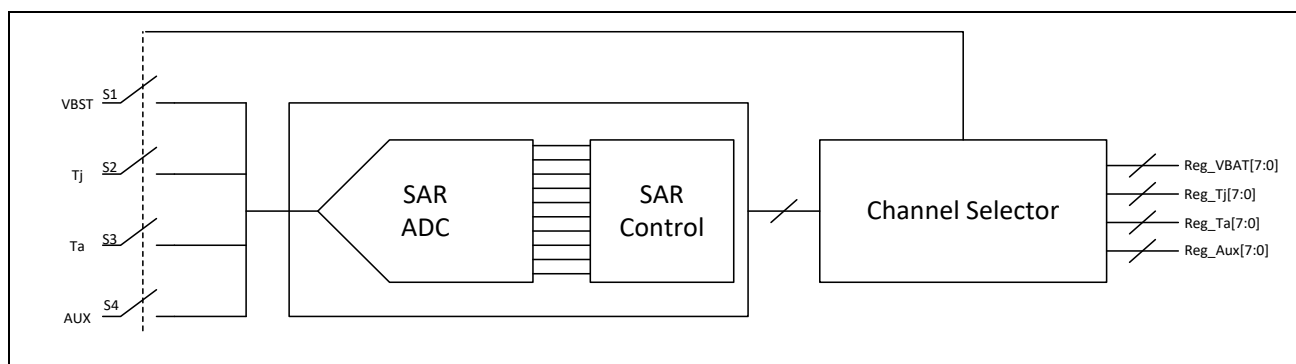 VBST
S1
Tj
S2
Ta
S3
AUX
S4
SAR
ADC
SAR
Control
Channel Selector
Reg_VBAT[7:0]
Reg_Tj[7:0]
Reg_Ta[7:0]
Reg_Aux[7:0]